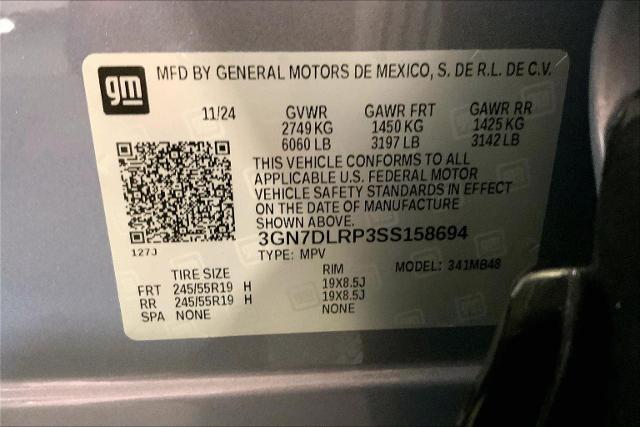 gm
MFD BY GENERAL MOTORS DE MEXICO, S. DE R.L. DE C.V.
11/24 GVWR GAWR FRT GAWR RR
2749 KG 1450 KG 1425 KG
6060 LB 3197 LB 3142 LB
THIS VEHICLE CONFORMS TO ALL
APPLICABLE U.S. FEDERAL MOTOR
VEHICLE SAFETY STANDARDS IN EFFECT
ON THE DATE OF MANUFACTURE
SHOWN ABOVE.
127J
3GN7DLRP3SS158694
TYPE: MPV MODEL: 341MB48
TIRE SIZE RIM
FRT 245/55R19 H 19X8.5J
RR 245/55R19 H 19X8.5J
SPA NONE NONE